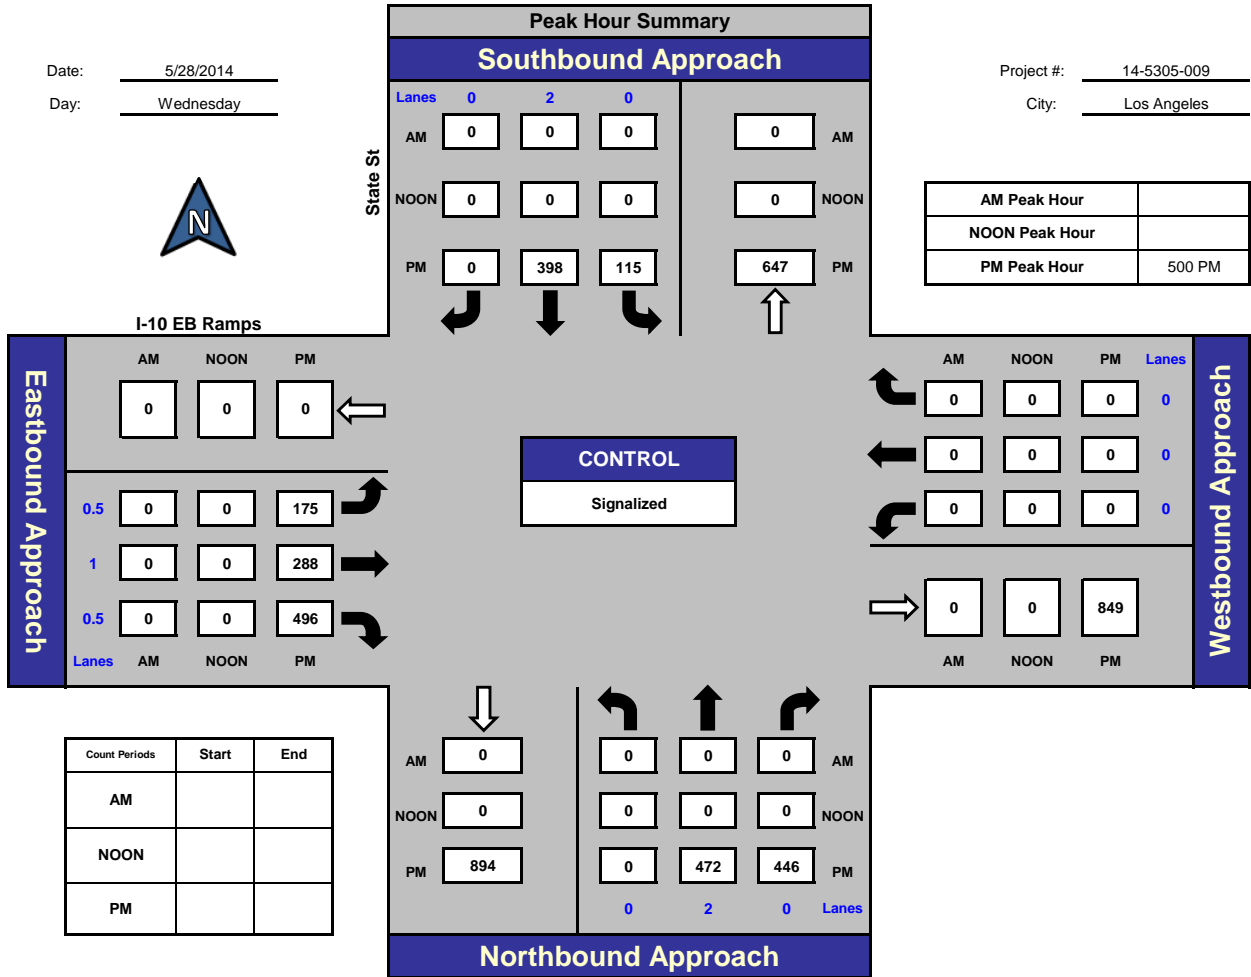 Peak Hour Summary
Southbound Approach
Date: 5/28/2014
Day: Wednesday
Project #: 14-5305-009
City: Los Angeles
N
State St
Lanes 0 2 0
AM 0 0 0 0 AM
NOON 0 0 0 0 NOON
PM 0 398 115 647 PM
AM Peak Hour
NOON Peak Hour
PM Peak Hour 500 PM
I-10 EB Ramps
Eastbound Approach
AM NOON PM
0 0 0
0.5 0 0 175
1 0 0 288
0.5 0 0 496
Lanes AM NOON PM
CONTROL
Signalized
AM NOON PM Lanes
0 0 0 0
0 0 0 0
0 0 0 0
0 0 849
AM NOON PM
Westbound Approach
Count Periods Start End
AM
NOON
PM
AM 0 0 0 0 AM
NOON 0 0 0 0 NOON
PM 894 0 472 446 PM
0 2 0 Lanes
Northbound Approach